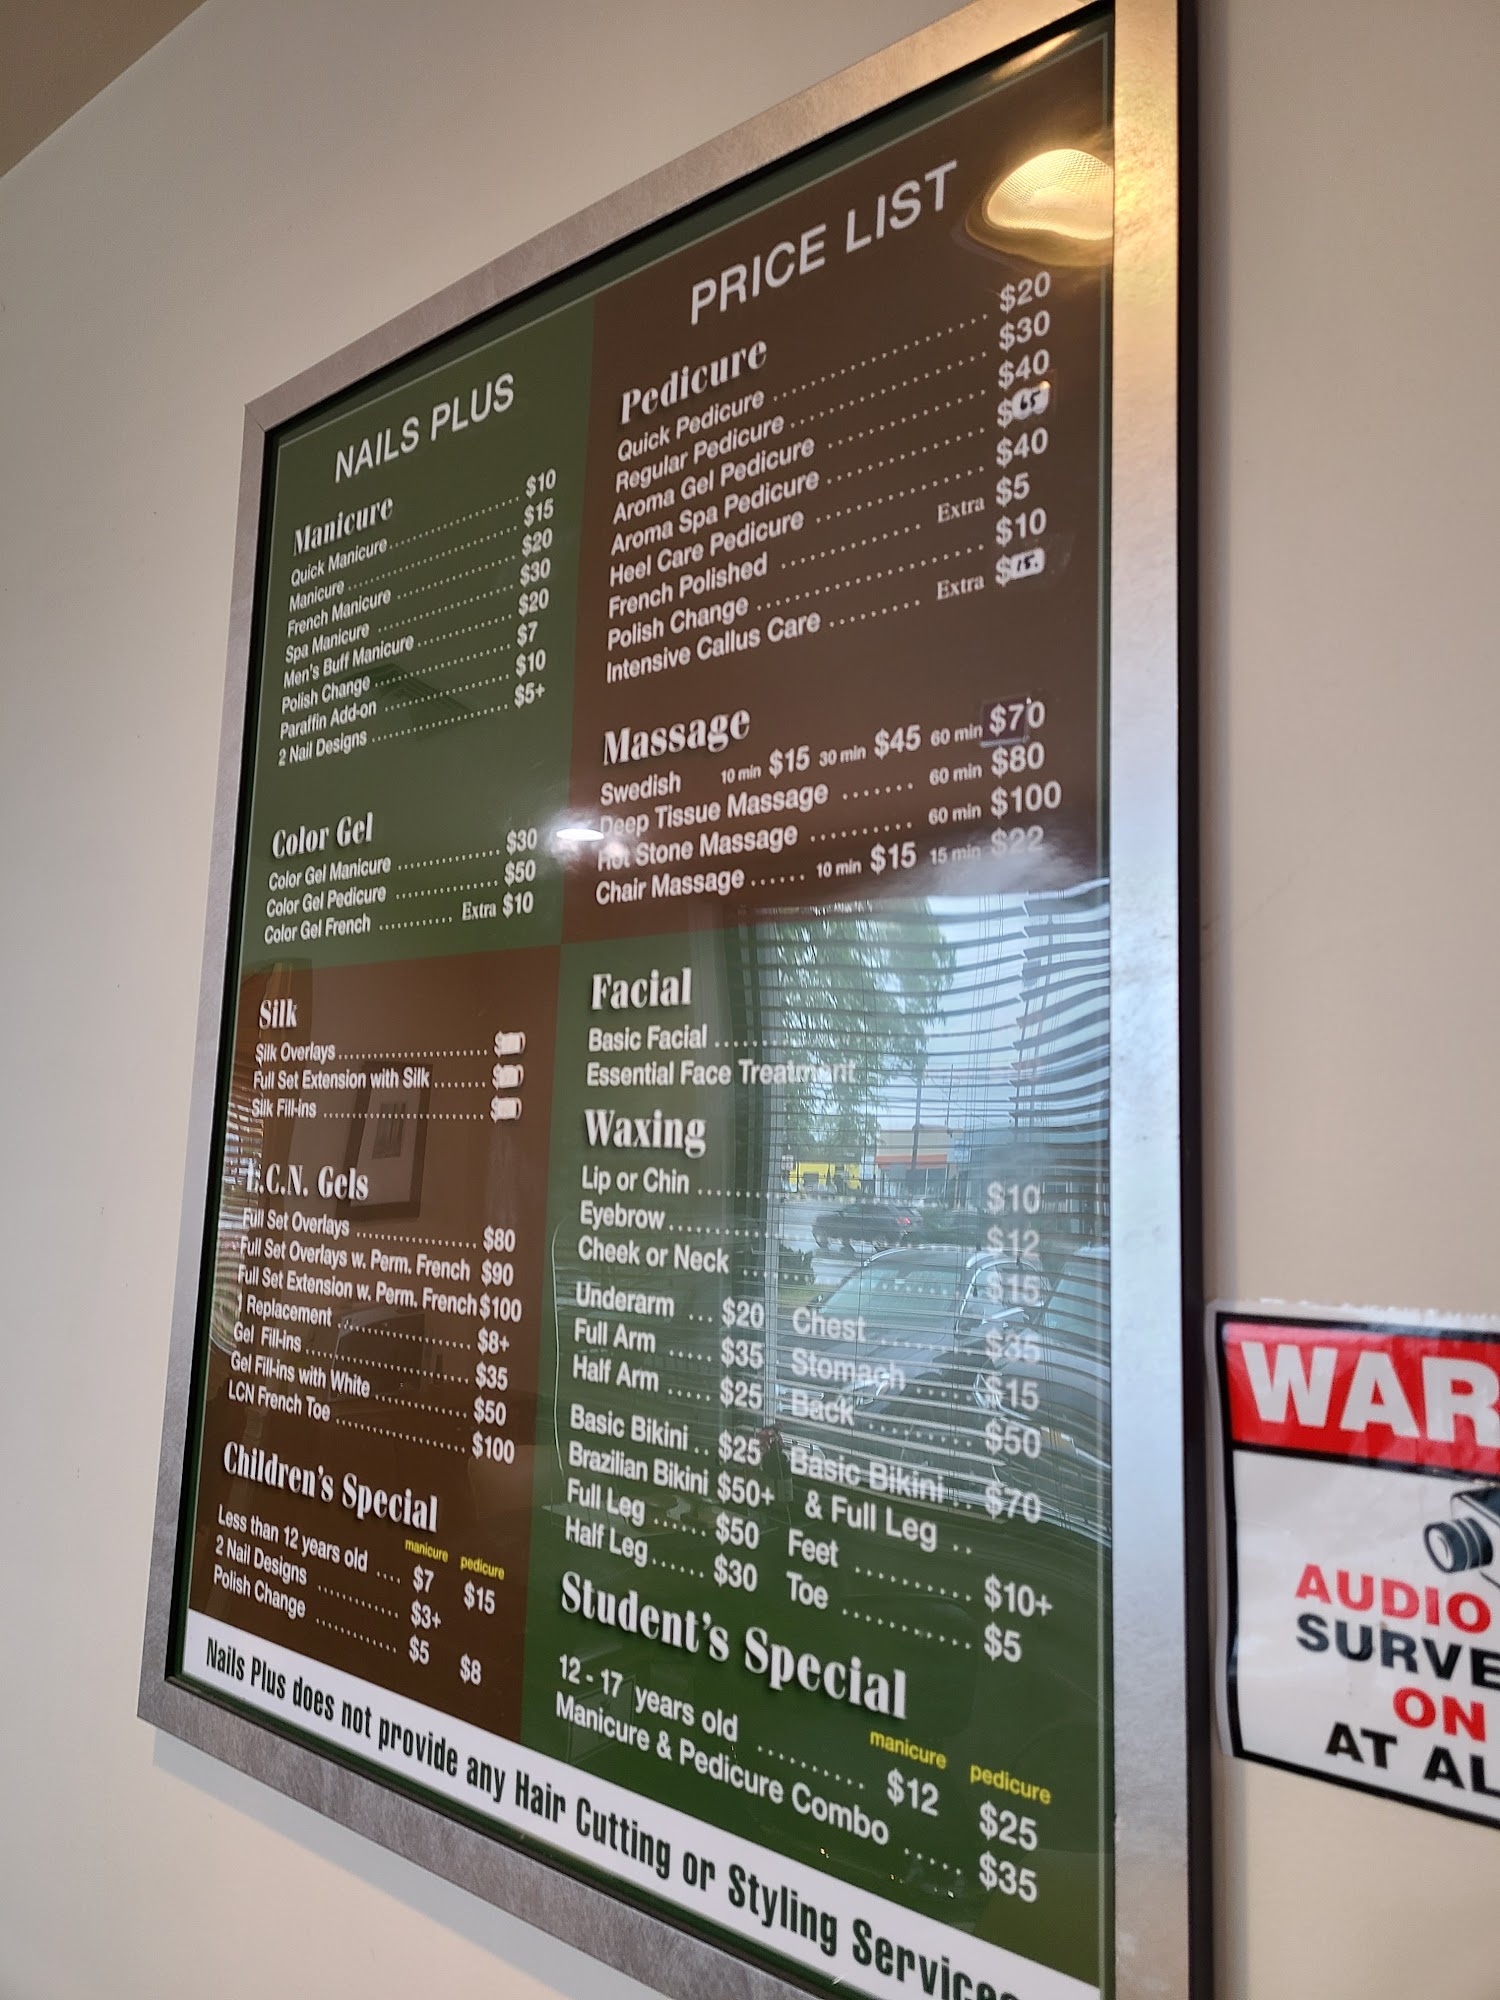 NAILS PLUS
PRICE LIST
Manicure
Quick Manicure ........ $10
Manicure ........ $15
French Manicure ........ $20
Spa Manicure ........ $30
Men's Buff Manicure ........ $20
Polish Change ........ $7
Paraffin Add-on ........ $10
2 Nail Designs ........ $5+
Color Gel
Color Gel Manicure ........ $30
Color Gel Pedicure ........ $50
Color Gel French ........ Extra $10
Silk
Silk Overlays ........ $
Full Set Extension with Silk ........ $
Silk Fill-ins ........ $
L.C.N. Gels
Full Set Overlays ........ $80
Full Set Overlays w. Perm. French $90
Full Set Extension w. Perm. French $100
1 Replacement ........ $8+
Gel Fill-ins ........ $35
Gel Fill-ins with White ........ $50
LCN French Toe ........ $100
Children's Special
manicure pedicure
Less than 12 years old .... $7 $15
2 Nail Designs ........ $3+
Polish Change ........ $5 $8
Pedicure
Quick Pedicure ........ $20
Regular Pedicure ........ $30
Aroma Gel Pedicure ........ $40
Aroma Spa Pedicure ........ $65
Heel Care Pedicure ........ $40
French Polished ........ Extra $5
Polish Change ........ $10
Intensive Callus Care ........ Extra $15.
Massage
Swedish 10 min $15 30 min $45 60 min $70
Deep Tissue Massage ....... 60 min $80
Hot Stone Massage .......... 60 min $100
Chair Massage ...... 10 min $15 15 min $22
Facial
Basic Facial ......
Essential Face Treatment
Waxing
Lip or Chin ........ $10
Eyebrow ........ $12
Cheek or Neck ........ $15
Underarm ... $20 Chest ........ $35
Full Arm ..... $35 Stomach ...... $15
Half Arm ..... $25 Back ........ $50
Basic Bikini .. $25 Basic Bikini .. $70
Brazilian Bikini $50+ & Full Leg ..
Full Leg ...... $50 Feet .......... $10+
Half Leg ..... $30 Toe ........... $5
Student's Special
manicure pedicure
12 - 17 years old ......... $12 $25
Manicure & Pedicure Combo ..... $35
Nails Plus does not provide any Hair Cutting or Styling Services
WAR
AUDIO
SURVE
ON
AT AL